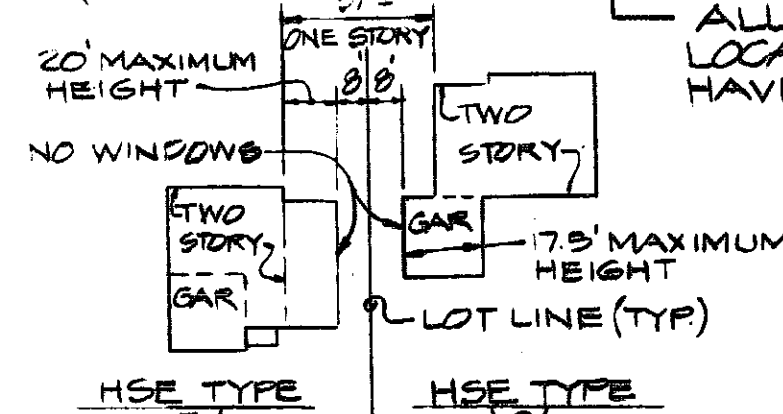 ONE STORY
20' MAXIMUM
HEIGHT
8' 8'
ALL
LOCA
HAVI
TWO
STORY
NO WINDOWS
GAR
17.5' MAXIMUM
HEIGHT
TWO
STORY
GAR
LOT LINE (TYP.)
HSE TYPE
HSE TYPE